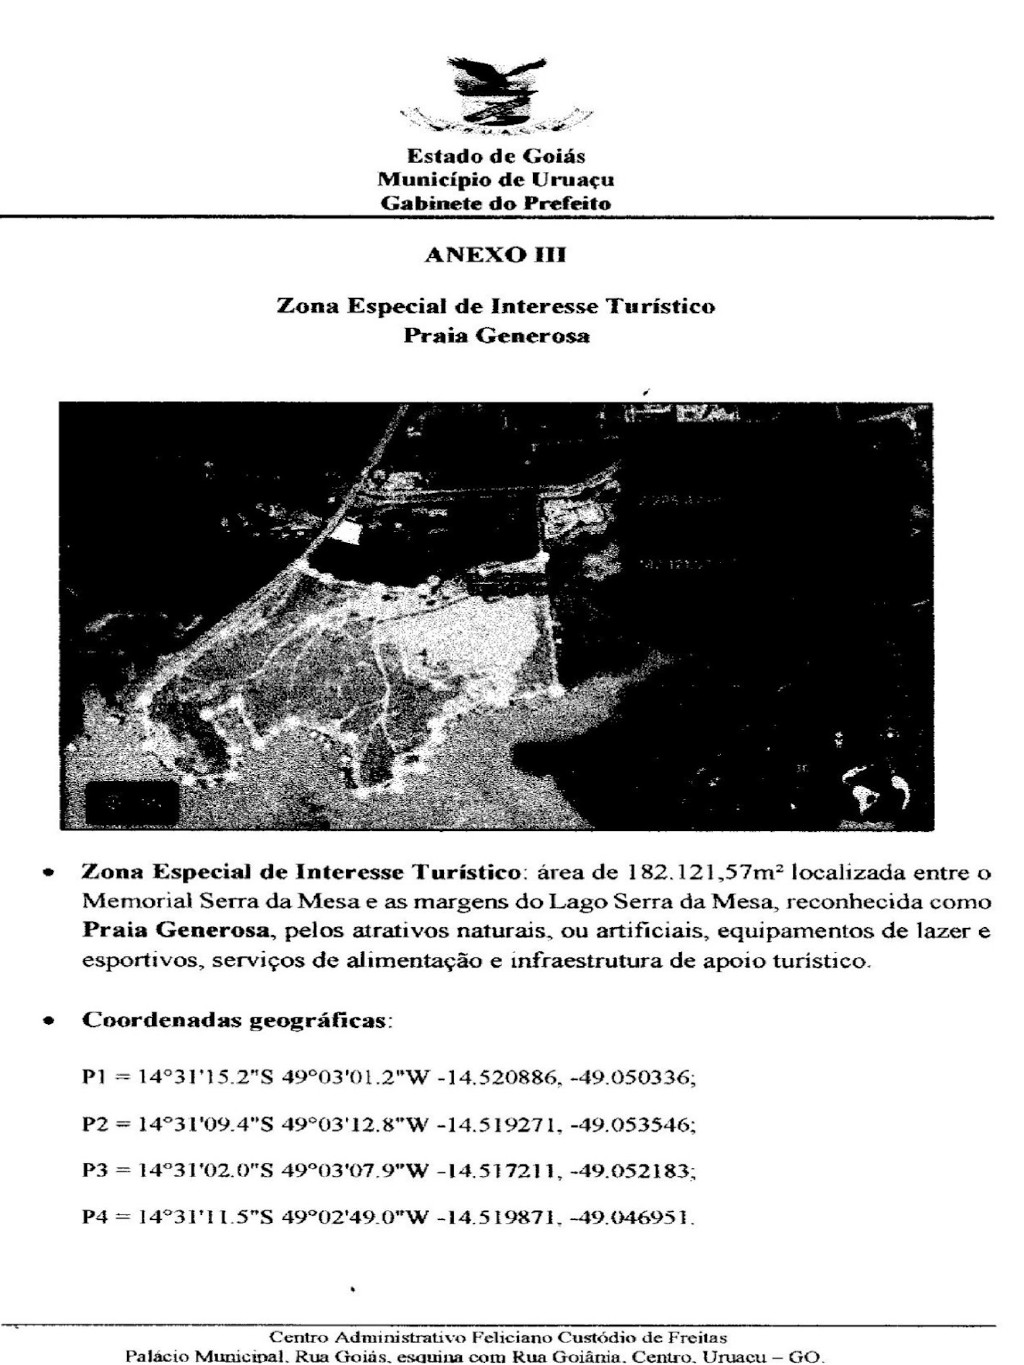 Estado de Goiás
Município de Uruaçu
Gabinete do Prefeito
ANEXO III
Zona Especial de Interesse Turístico
Praia Generosa
• Zona Especial de Interesse Turístico: área de 182.121,57m² localizada entre o
Memorial Serra da Mesa e as margens do Lago Serra da Mesa, reconhecida como
Praia Generosa, pelos atrativos naturais, ou artificiais, equipamentos de lazer e
esportivos, serviços de alimentação e infraestrutura de apoio turístico.
• Coordenadas geográficas:
P1 = 14°31'15.2"S 49°03'01.2"W -14.520886, -49.050336;
P2 = 14°31'09.4"S 49°03'12.8"W -14.519271, -49.053546;
P3 = 14°31'02.0"S 49°03'07.9"W -14.517211, -49.052183;
P4 = 14°31'11.5"S 49°02'49.0"W -14.519871, -49.046951.
Centro Administrativo Feliciano Custódio de Freitas
Palácio Municipal, Rua Goiás, esquina com Rua Goiânia, Centro, Uruaçu – GO.